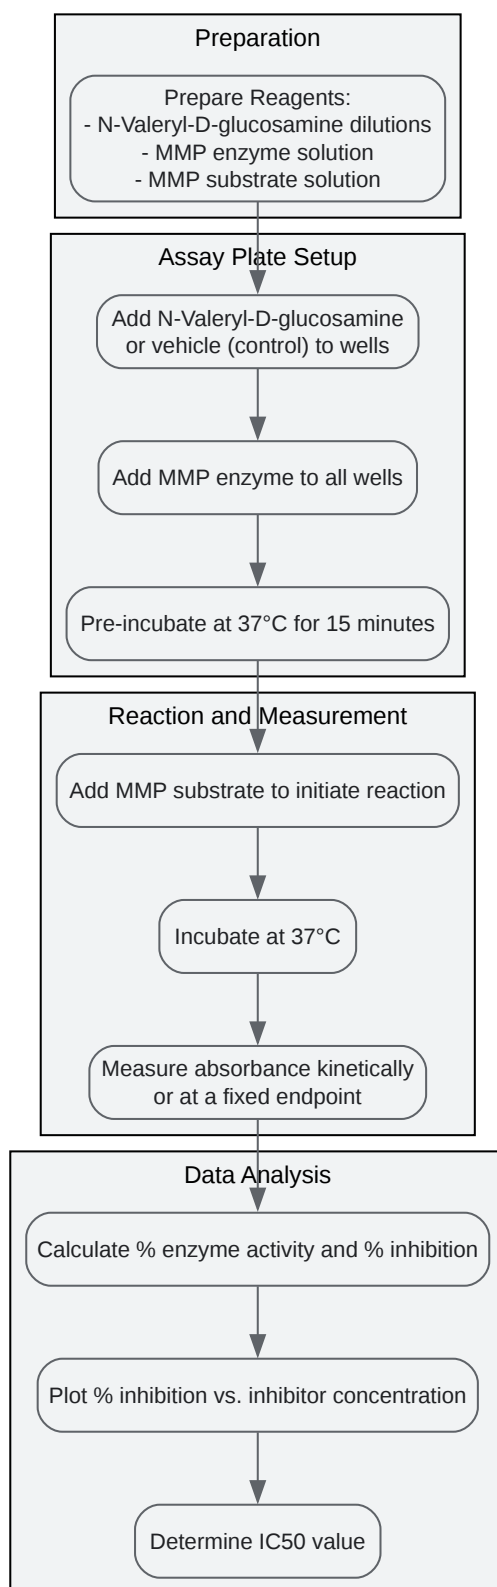 Preparation
Prepare Reagents:
- N-Valeryl-D-glucosamine dilutions
- MMP enzyme solution
- MMP substrate solution
Assay Plate Setup
Add N-Valeryl-D-glucosamine
or vehicle (control) to wells
Add MMP enzyme to all wells
Pre-incubate at 37°C for 15 minutes
Reaction and Measurement
Add MMP substrate to initiate reaction
Incubate at 37°C
Measure absorbance kinetically
or at a fixed endpoint
Data Analysis
Calculate % enzyme activity and % inhibition
Plot % inhibition vs. inhibitor concentration
Determine IC50 value